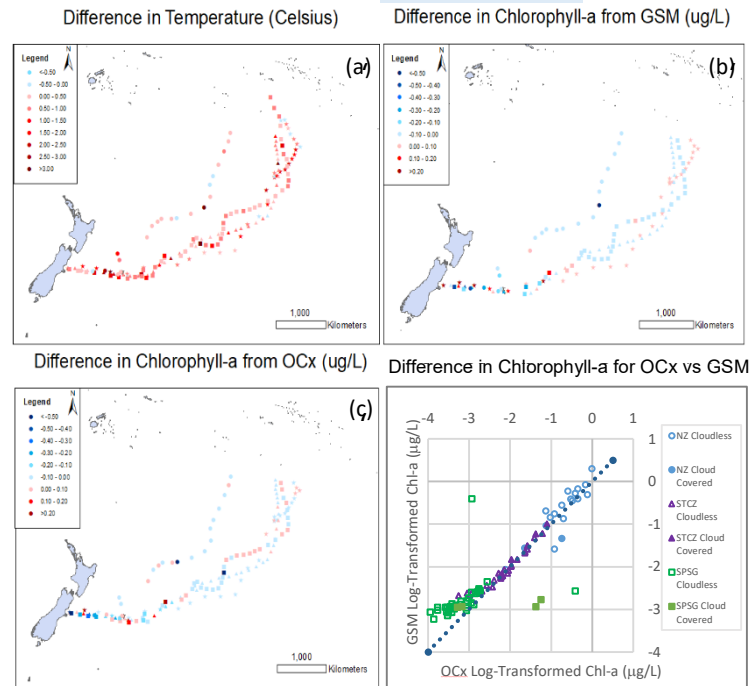 Difference in Temperature (Celsius)
Legend
N
<-0.50
-0.50 - 0.00
0.00 - 0.50
0.50 - 1.00
1.00 - 1.50
1.50 - 2.00
2.00 - 2.50
2.50 - 3.00
>3.00
(a)
1,000
Kilometers
Difference in Chlorophyll-a from GSM (ug/L)
Legend
N
<-0.50
-0.50 - -0.40
-0.40 - -0.30
-0.30 - -0.20
-0.20 - -0.10
-0.10 - 0.00
0.00 - 0.10
0.10 - 0.20
>0.20
(b)
1,000
Kilometers
Difference in Chlorophyll-a from OCx (ug/L)
Legend
N
<-0.50
-0.50 - -0.40
-0.40 - -0.30
-0.30 - -0.20
-0.20 - -0.10
-0.10 - 0.00
0.00 - 0.10
0.10 - 0.20
>0.20
(c)
1,000
Kilometers
Difference in Chlorophyll-a for OCx vs GSM
-4 -3 -2 -1 0 1
1
0
-1
-2
-3
-4
GSM Log-Transformed Chl-a (µg/L)
OCx Log-Transformed Chl-a (µg/L)
NZ Cloudless
NZ Cloud
Covered
STCZ
Cloudless
STCZ Cloud
Covered
SPSG
Cloudless
SPSG Cloud
Covered